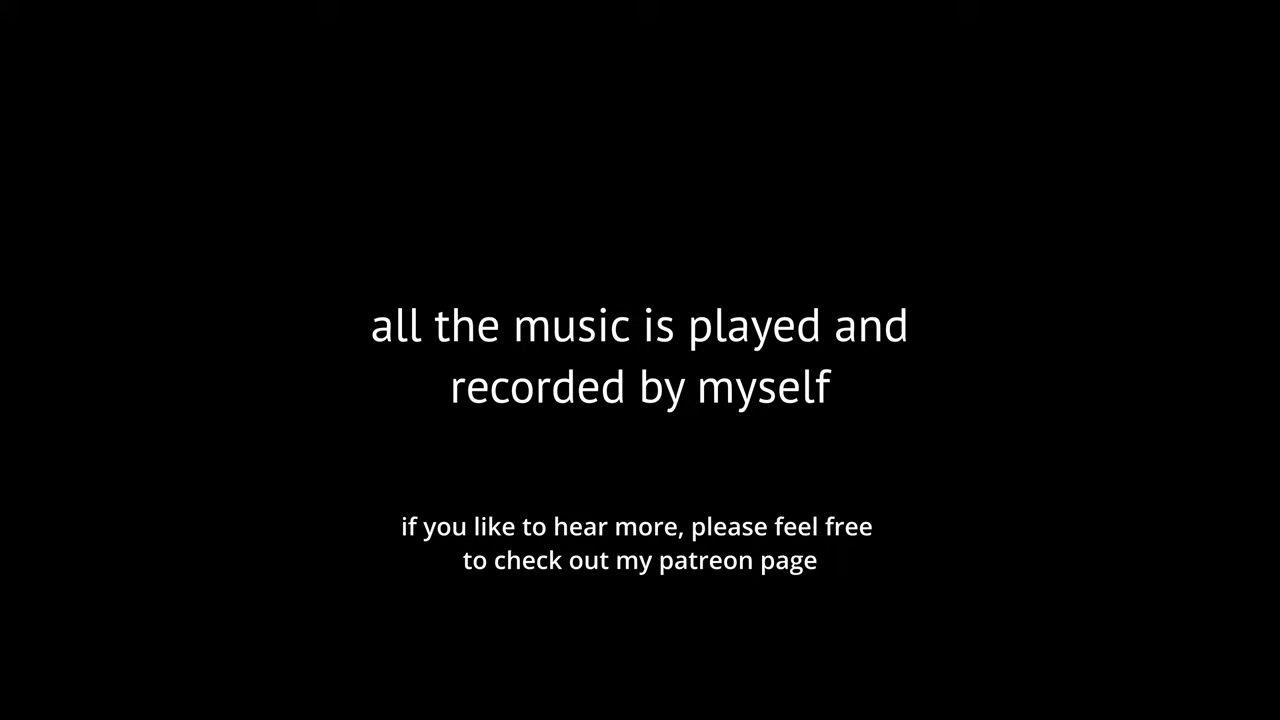 all the music is played and
recorded by myself
if you like to hear more, please feel free
to check out my patreon page